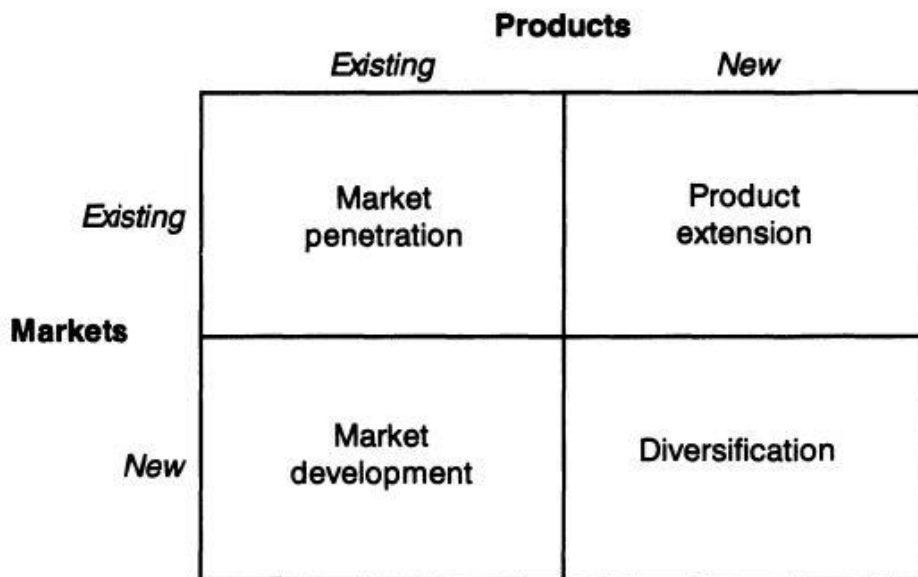 Products
Existing New
Existing
Market
penetration
Product
extension
Markets
New
Market
development
Diversification